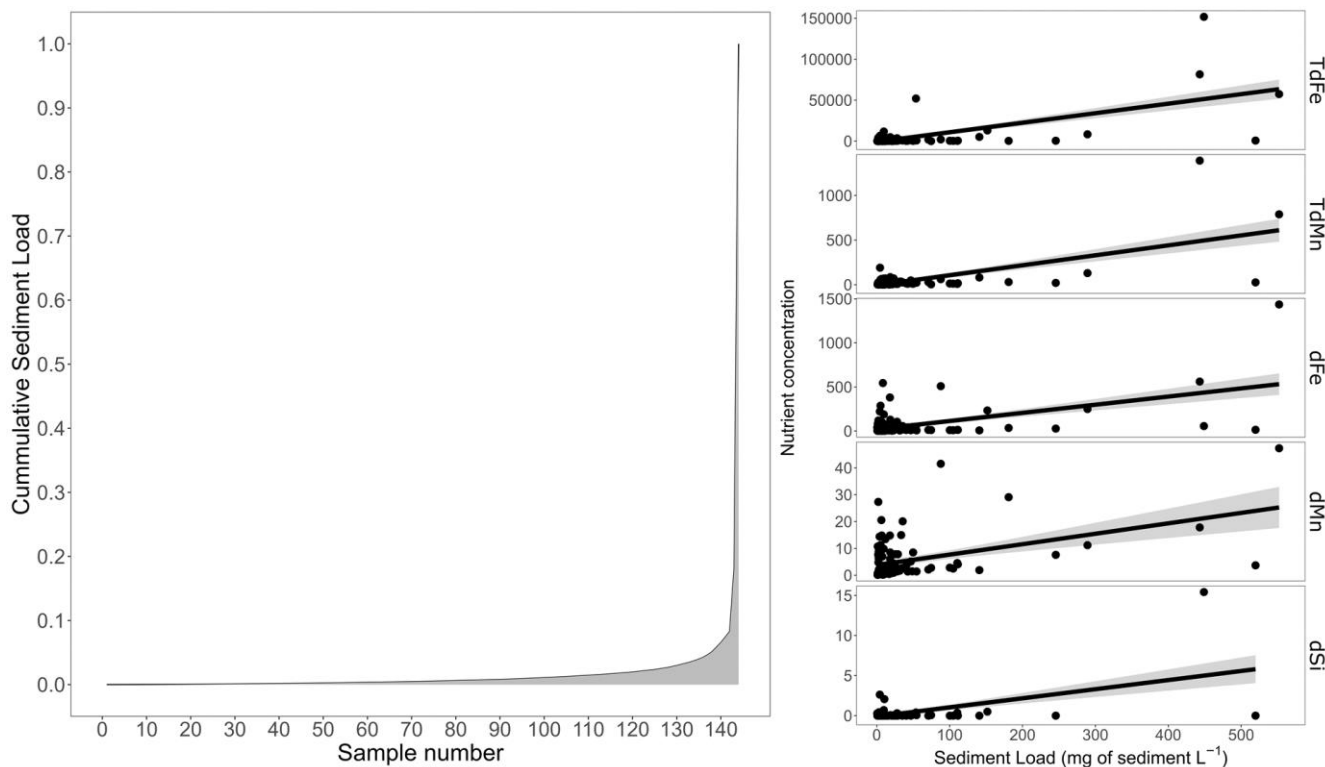 Cummulative Sediment Load
1.0
0.9
0.8
0.7
0.6
0.5
0.4
0.3
0.2
0.1
0.0
0 10 20 30 40 50 60 70 80 90 100 110 120 130 140
Sample number
Nutrient concentration
150000
100000
50000
0
TdFe
1000
500
0
TdMn
1500
1000
500
0
dFe
40
30
20
10
0
dMn
15
10
5
0
dSi
0 100 200 300 400 500
Sediment Load (mg of sediment L⁻¹)